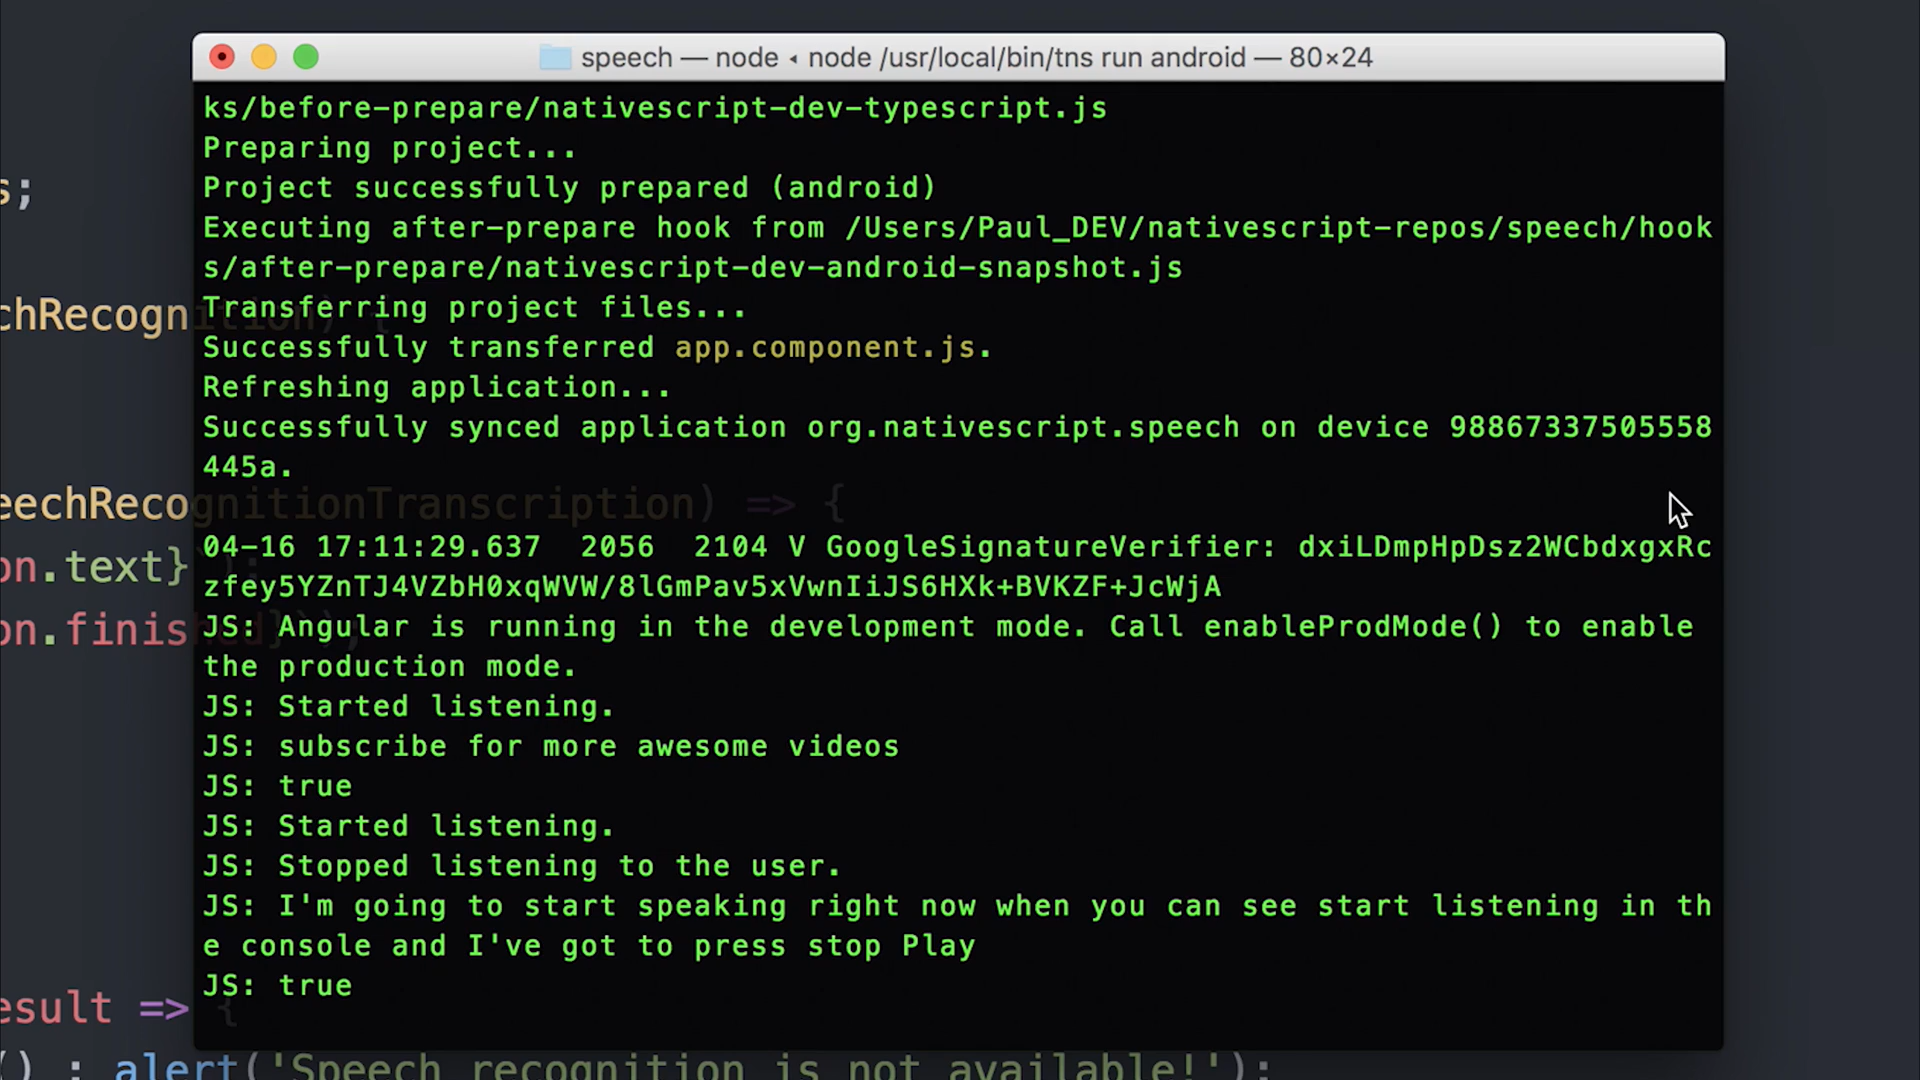 speech — node ◂ node /usr/local/bin/tns run android — 80×24
ks/before-prepare/nativescript-dev-typescript.js
Preparing project...
Project successfully prepared (android)
s;
Executing after-prepare hook from /Users/Paul_DEV/nativescript-repos/speech/hook
s/after-prepare/nativescript-dev-android-snapshot.js
chRecognition) {
Transferring project files...
Successfully transferred app.component.js.
Refreshing application...
Successfully synced application org.nativescript.speech on device 98867337505558
445a.
eechRecognitionTranscription) => {
04-16 17:11:29.637  2056  2104 V GoogleSignatureVerifier: dxiLDmpHpDsz2WCbdxgxRc
on.text}`);
zfey5YZnTJ4VZbH0xqWVW/8lGmPav5xVwnIiJS6HXk+BVKZF+JcWjA
on.finished}`);
JS: Angular is running in the development mode. Call enableProdMode() to enable
the production mode.
JS: Started listening.
JS: subscribe for more awesome videos
JS: true
JS: Started listening.
JS: Stopped listening to the user.
JS: I'm going to start speaking right now when you can see start listening in th
e console and I've got to press stop Play
JS: true
esult => {
() : alert('Speech recognition is not available!');